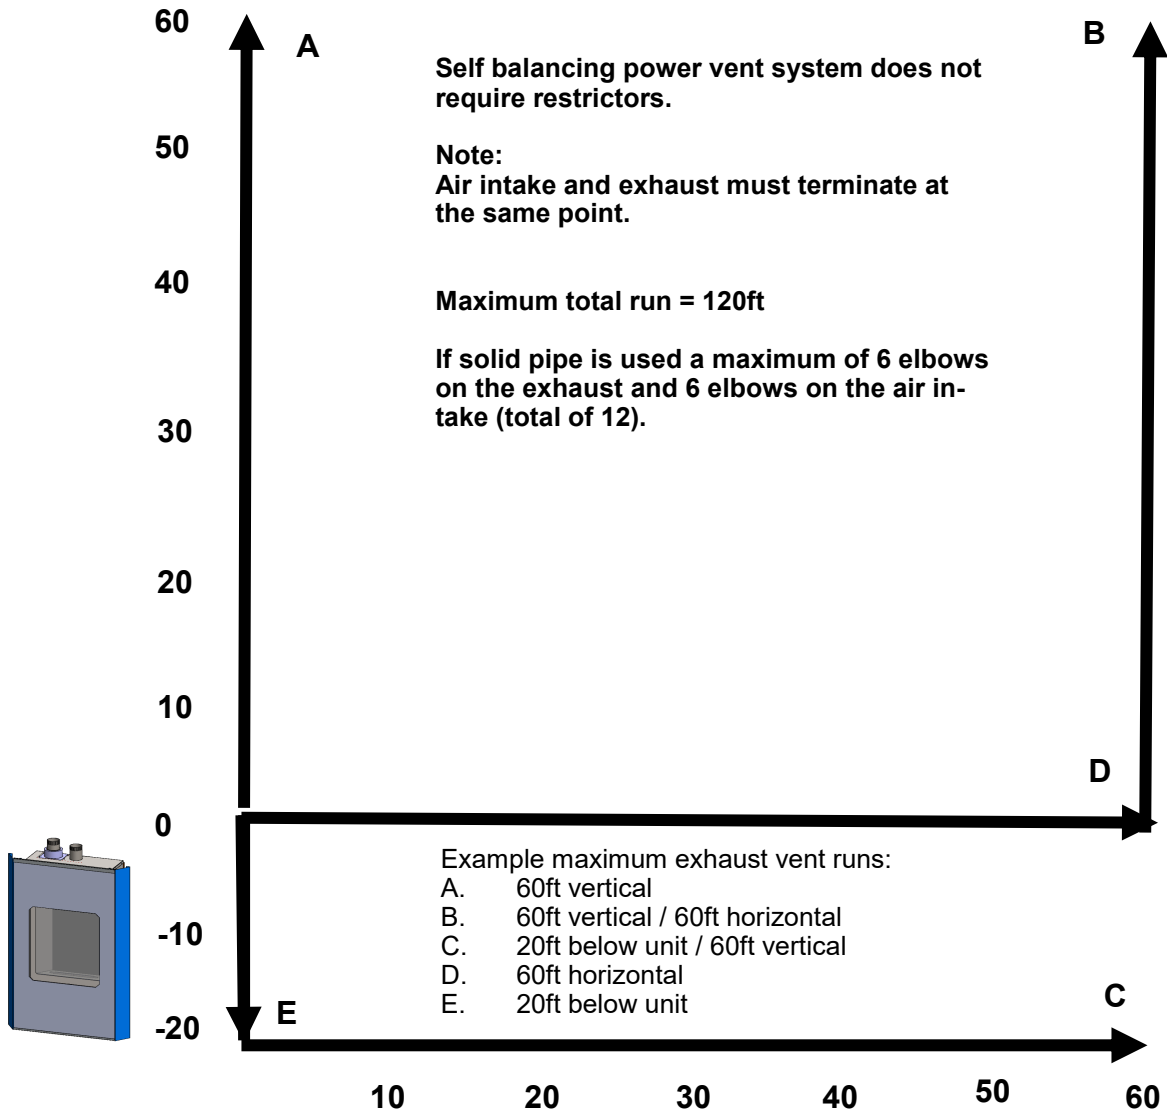 60
A
B
Self balancing power vent system does not
require restrictors.
50
Note:
Air intake and exhaust must terminate at
the same point.
40
Maximum total run = 120ft
If solid pipe is used a maximum of 6 elbows
on the exhaust and 6 elbows on the air in-
take (total of 12).
30
20
10
D
0
Example maximum exhaust vent runs:
A. 60ft vertical
B. 60ft vertical / 60ft horizontal
C. 20ft below unit / 60ft vertical
D. 60ft horizontal
E. 20ft below unit
-10
C
E
-20
10 20 30 40 50 60